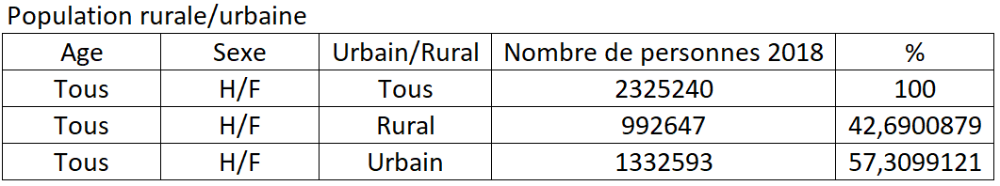 Population rurale/urbaine
Age Sexe Urbain/Rural Nombre de personnes 2018 %
Tous H/F Tous 2325240 100
Tous H/F Rural 992647 42,6900879
Tous H/F Urbain 1332593 57,3099121